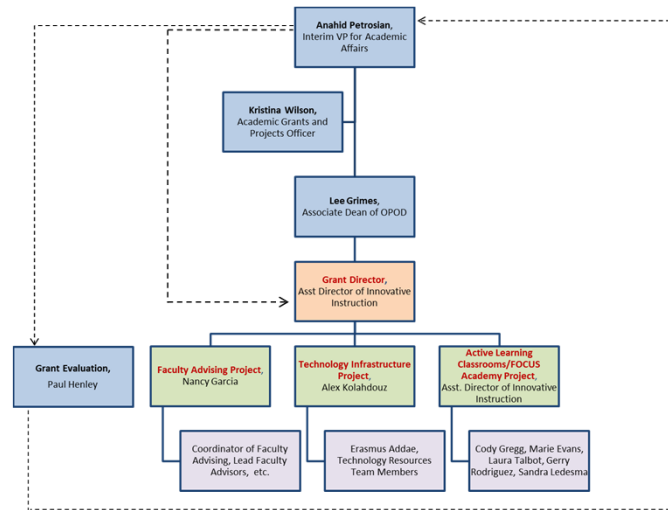 Anahid Petrosian,
Interim VP for Academic
Affairs
Kristina Wilson,
Academic Grants and
Projects Officer
Lee Grimes,
Associate Dean of OPOD
Grant Director,
Asst Director of Innovative
Instruction
Grant Evaluation,
Paul Henley
Faculty Advising Project,
Nancy Garcia
Technology Infrastructure
Project,
Alex Kolahdouz
Active Learning
Classrooms/FOCUS
Academy Project,
Asst. Director of Innovative
Instruction
Coordinator of Faculty
Advising, Lead Faculty
Advisors, etc.
Erasmus Addae,
Technology Resources
Team Members
Cody Gregg, Marie Evans,
Laura Talbot, Gerry
Rodriguez, Sandra Ledesma